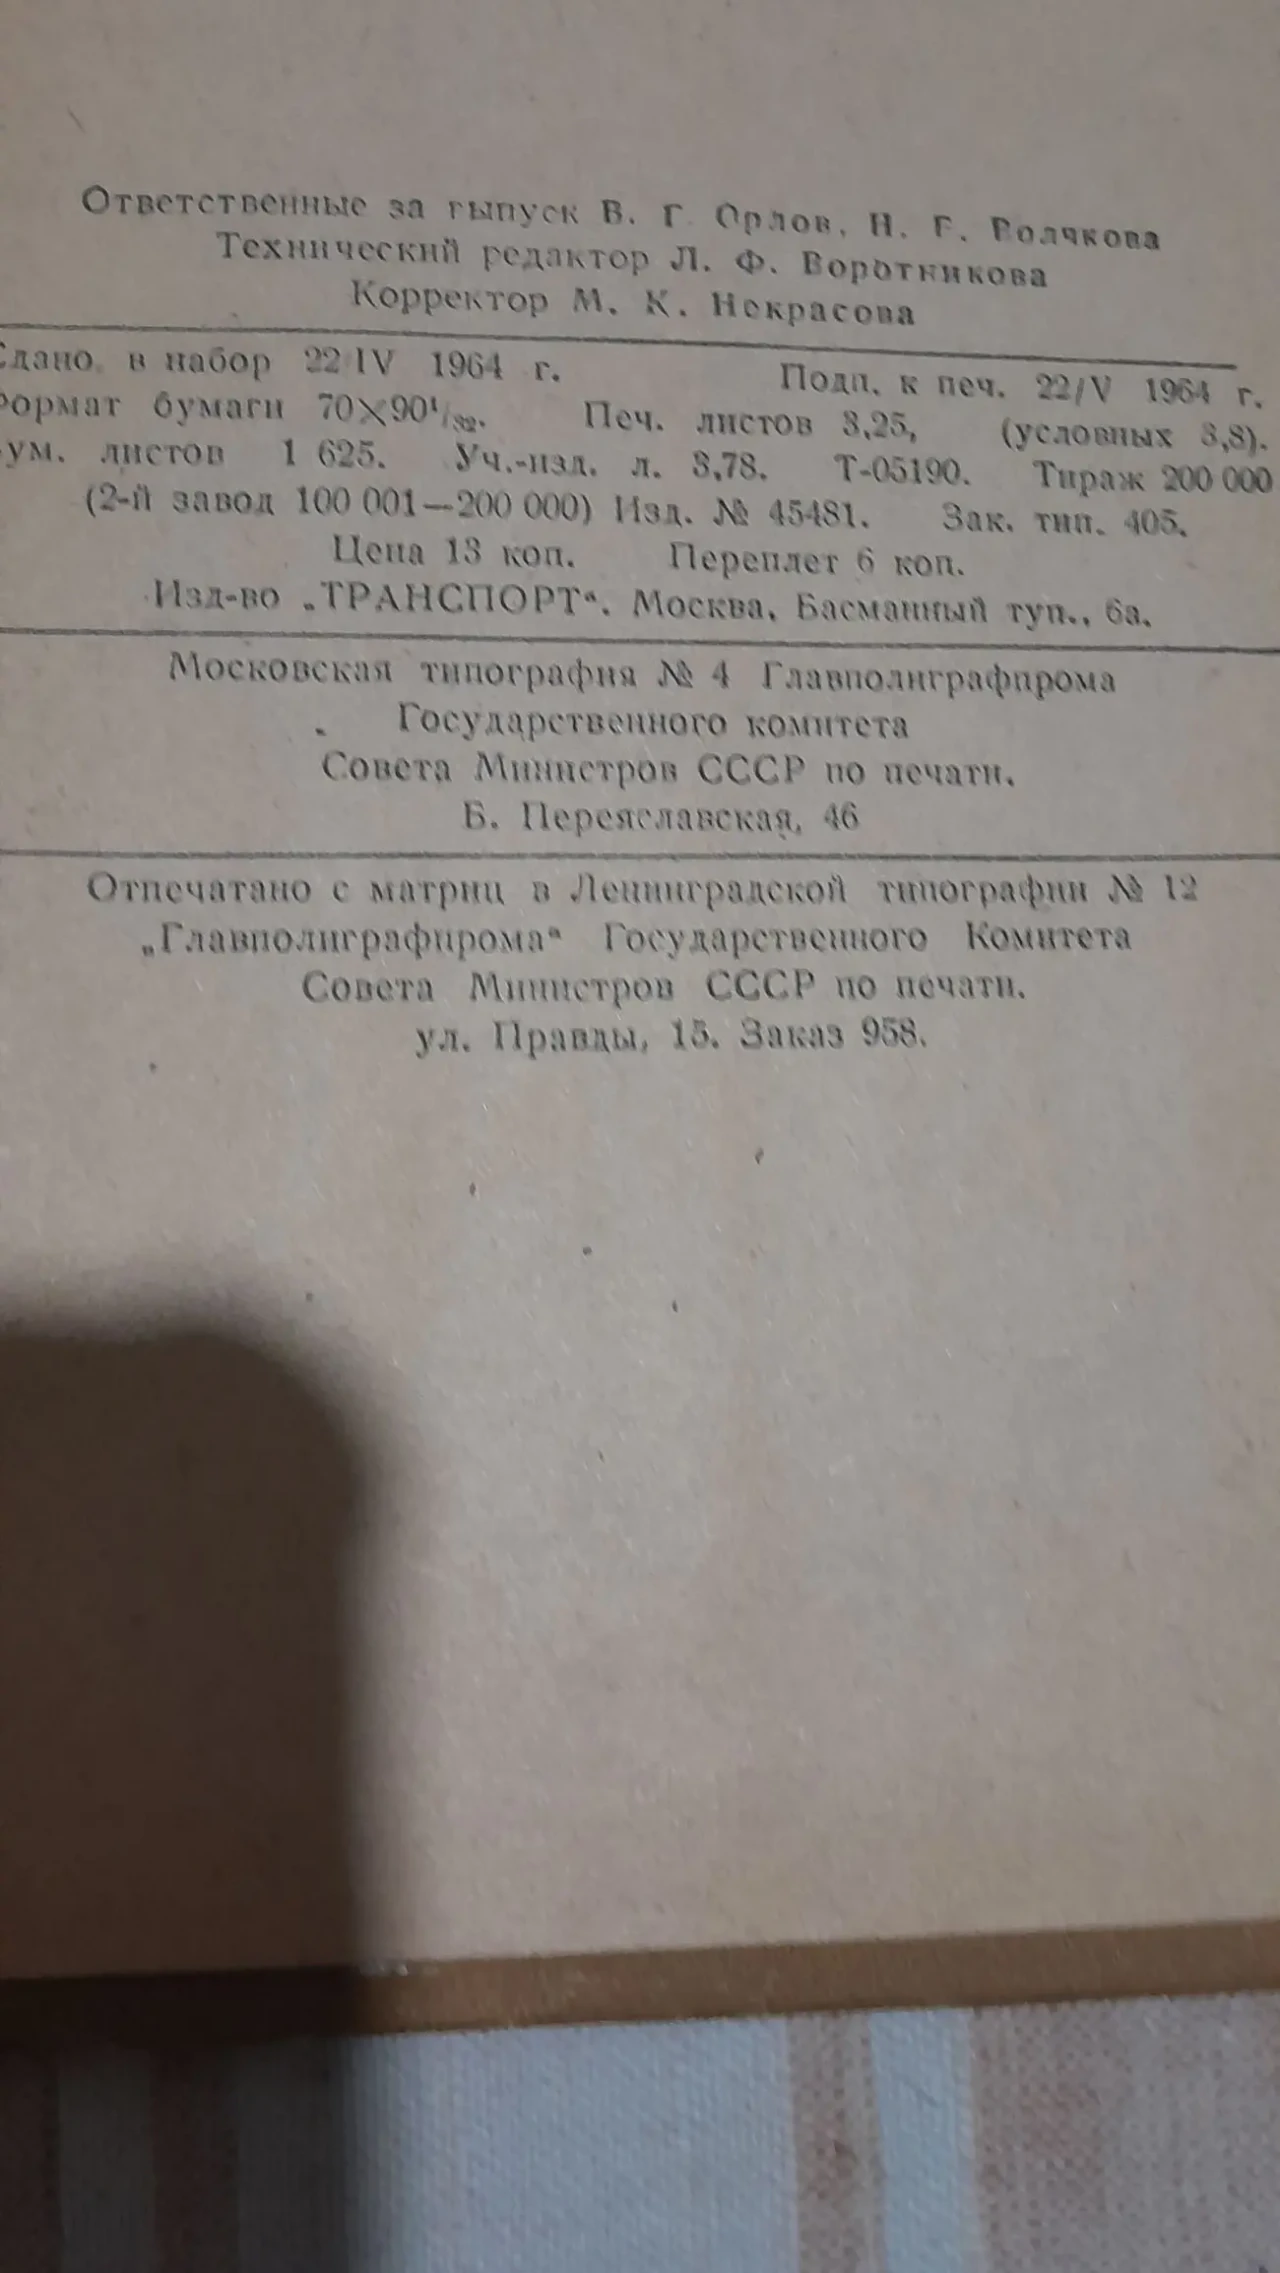 Ответственные за выпуск В. Г. Орлов, Н. Г. Волчкова
Технический редактор Л. Ф. Воротникова
Корректор М. К. Некрасова
Сдано в набор 22/IV 1964 г. Подп. к печ. 22/V 1964 г.
Формат бумаги 70×90¹/₃₂. Печ. листов 3,25, (условных 3,8).
Бум. листов 1 625. Уч.-изд. л. 3,78. Т-05190. Тираж 200 000
(2-й завод 100 001—200 000) Изд. № 45481. Зак. тип. 405.
Цена 13 коп. Переплет 6 коп.
Изд-во „ТРАНСПОРТ“. Москва, Басманный туп., 6а.
Московская типография № 4 Главполиграфпрома
Государственного комитета
Совета Министров СССР по печати.
Б. Переяславская, 46
Отпечатано с матриц в Ленинградской типографии № 12
„Главполиграфпрома“ Государственного Комитета
Совета Министров СССР по печати.
ул. Правды, 15. Заказ 958.